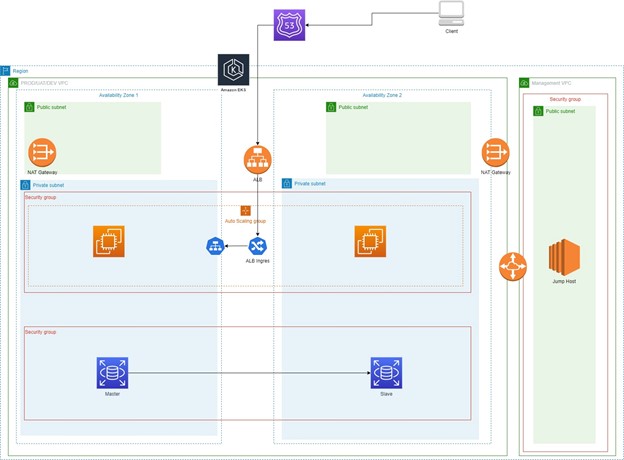 53
Client
Amazon EKS
Region
PROD/UAT/DEV VPC
Management VPC
Availability Zone 1
Availability Zone 2
Security group
Public subnet
Public subnet
Public subnet
NAT Gateway
ALB
NAT Gateway
Private subnet
Private subnet
Security group
Auto Scaling group
ALB Ingres
Jump Host
Security group
Master
Slave